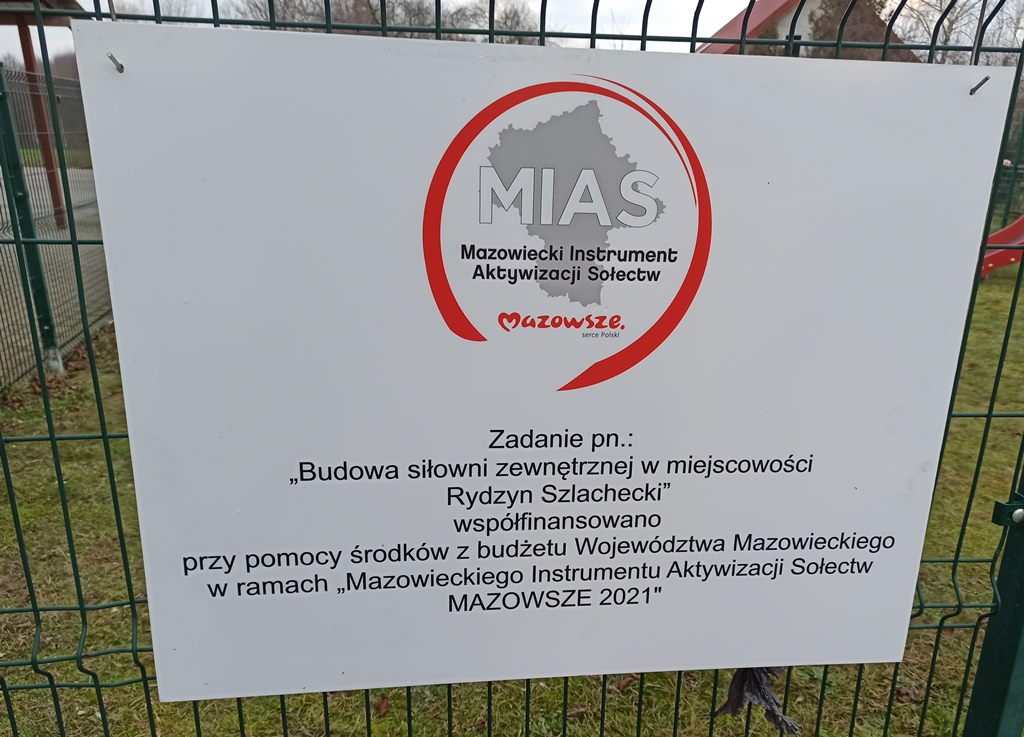 MIAS
Mazowiecki Instrument
Aktywizacji Sołectw
Mazowsze.
serce Polski
Zadanie pn.:
„Budowa siłowni zewnętrznej w miejscowości
Rydzyn Szlachecki”
współfinansowano
przy pomocy środków z budżetu Województwa Mazowieckiego
w ramach „Mazowieckiego Instrumentu Aktywizacji Sołectw
MAZOWSZE 2021"